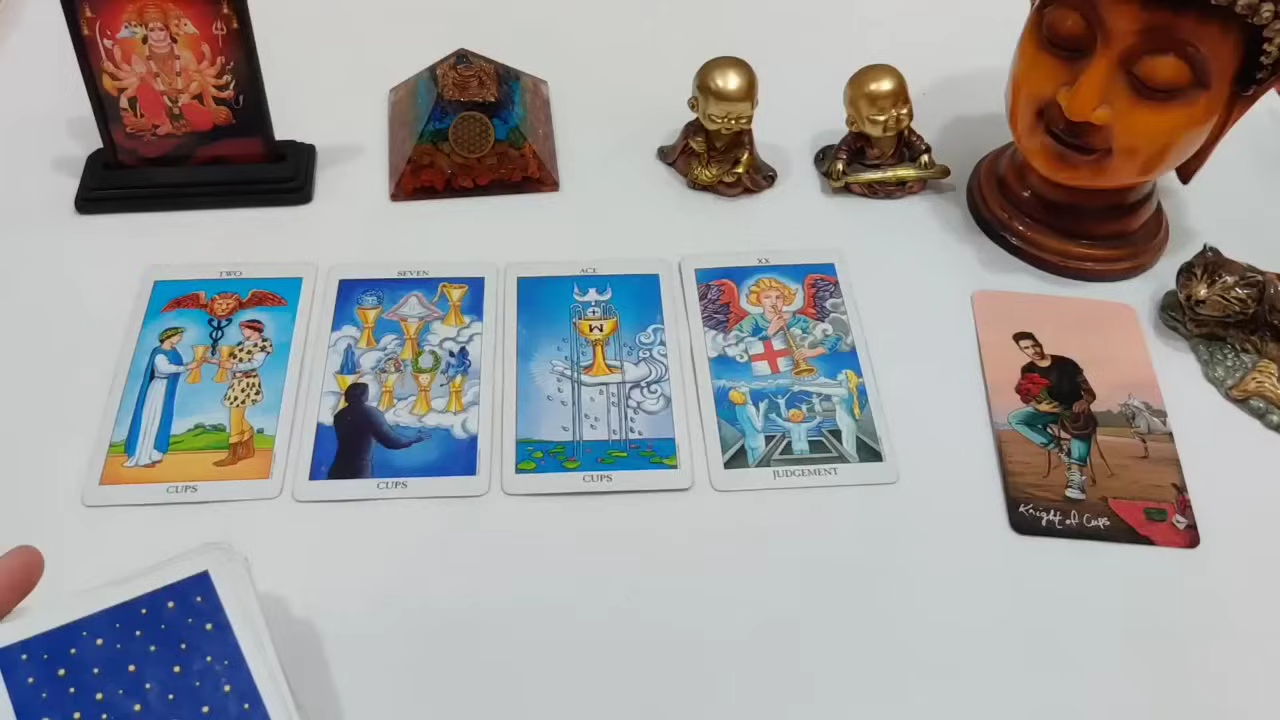 TWO
CUPS
SEVEN
CUPS
ACE
CUPS
XX
JUDGEMENT
Knight of Cups